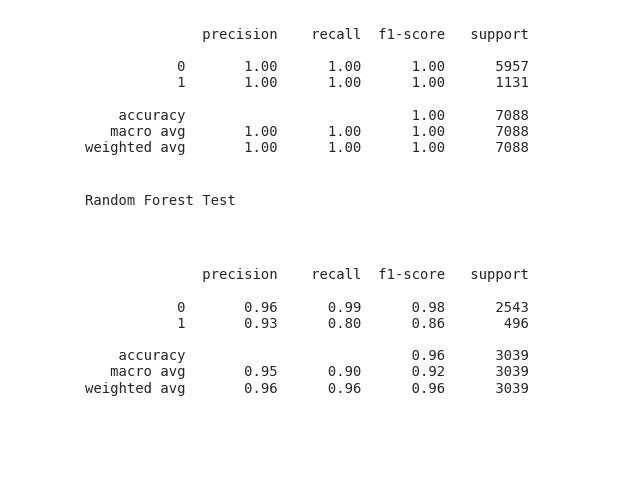 precision recall f1-score support
0 1.00 1.00 1.00 5957
1 1.00 1.00 1.00 1131
accuracy 1.00 7088
macro avg 1.00 1.00 1.00 7088
weighted avg 1.00 1.00 1.00 7088
Random Forest Test
precision recall f1-score support
0 0.96 0.99 0.98 2543
1 0.93 0.80 0.86 496
accuracy 0.96 3039
macro avg 0.95 0.90 0.92 3039
weighted avg 0.96 0.96 0.96 3039